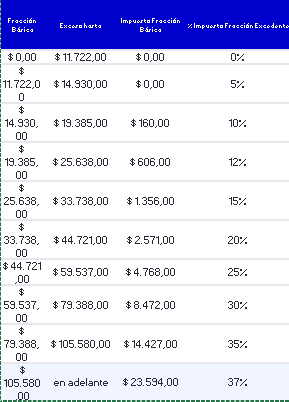 Fracción Básica Exceso hasta Impuesto Fracción Básica % Impuesto Fracción Excedente
$ 0,00 $ 11.722,00 $ 0,00 0%
$ 11.722,00 $ 14.930,00 $ 0,00 5%
$ 14.930,00 $ 19.385,00 $ 160,00 10%
$ 19.385,00 $ 25.638,00 $ 606,00 12%
$ 25.638,00 $ 33.738,00 $ 1.356,00 15%
$ 33.738,00 $ 44.721,00 $ 2.571,00 20%
$ 44.721,00 $ 59.537,00 $ 4.768,00 25%
$ 59.537,00 $ 79.388,00 $ 8.472,00 30%
$ 79.388,00 $ 105.580,00 $ 14.427,00 35%
$ 105.580,00 en adelante $ 23.594,00 37%